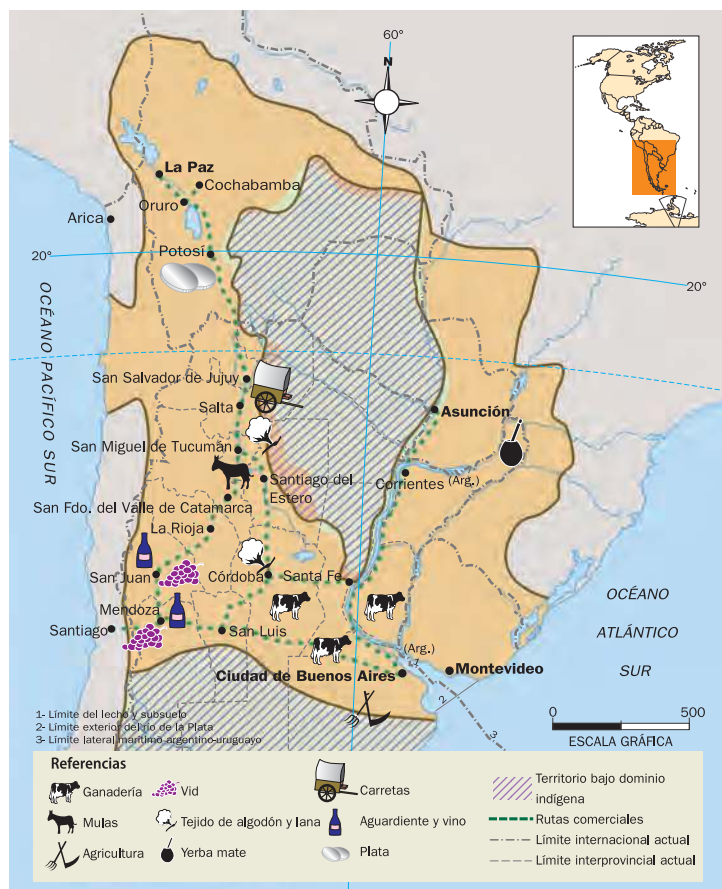 60°
N
La Paz
Cochabamba
Oruro
Arica
Potosí
20°
20°
OCÉANO PACÍFICO SUR
San Salvador de Jujuy
Salta
Asunción
San Miguel de Tucumán
Santiago del
Estero
Corrientes (Arg.)
San Fdo. del Valle de Catamarca
La Rioja
San Juan
Córdoba
Santa Fe
Mendoza
Santiago
San Luis
OCÉANO
ATLÁNTICO
SUR
(Arg.)
Ciudad de Buenos Aires
Montevideo
1
2
3
1- Límite del lecho y subsuelo
2- Límite exterior del río de la Plata
3- Límite lateral marítimo argentino-uruguayo
0
500
ESCALA GRÁFICA
Referencias
Ganadería
Vid
Carretas
Territorio bajo dominio
indígena
Mulas
Tejido de algodón y lana
Aguardiente y vino
Rutas comerciales
Límite internacional actual
Agricultura
Yerba mate
Plata
Límite interprovincial actual